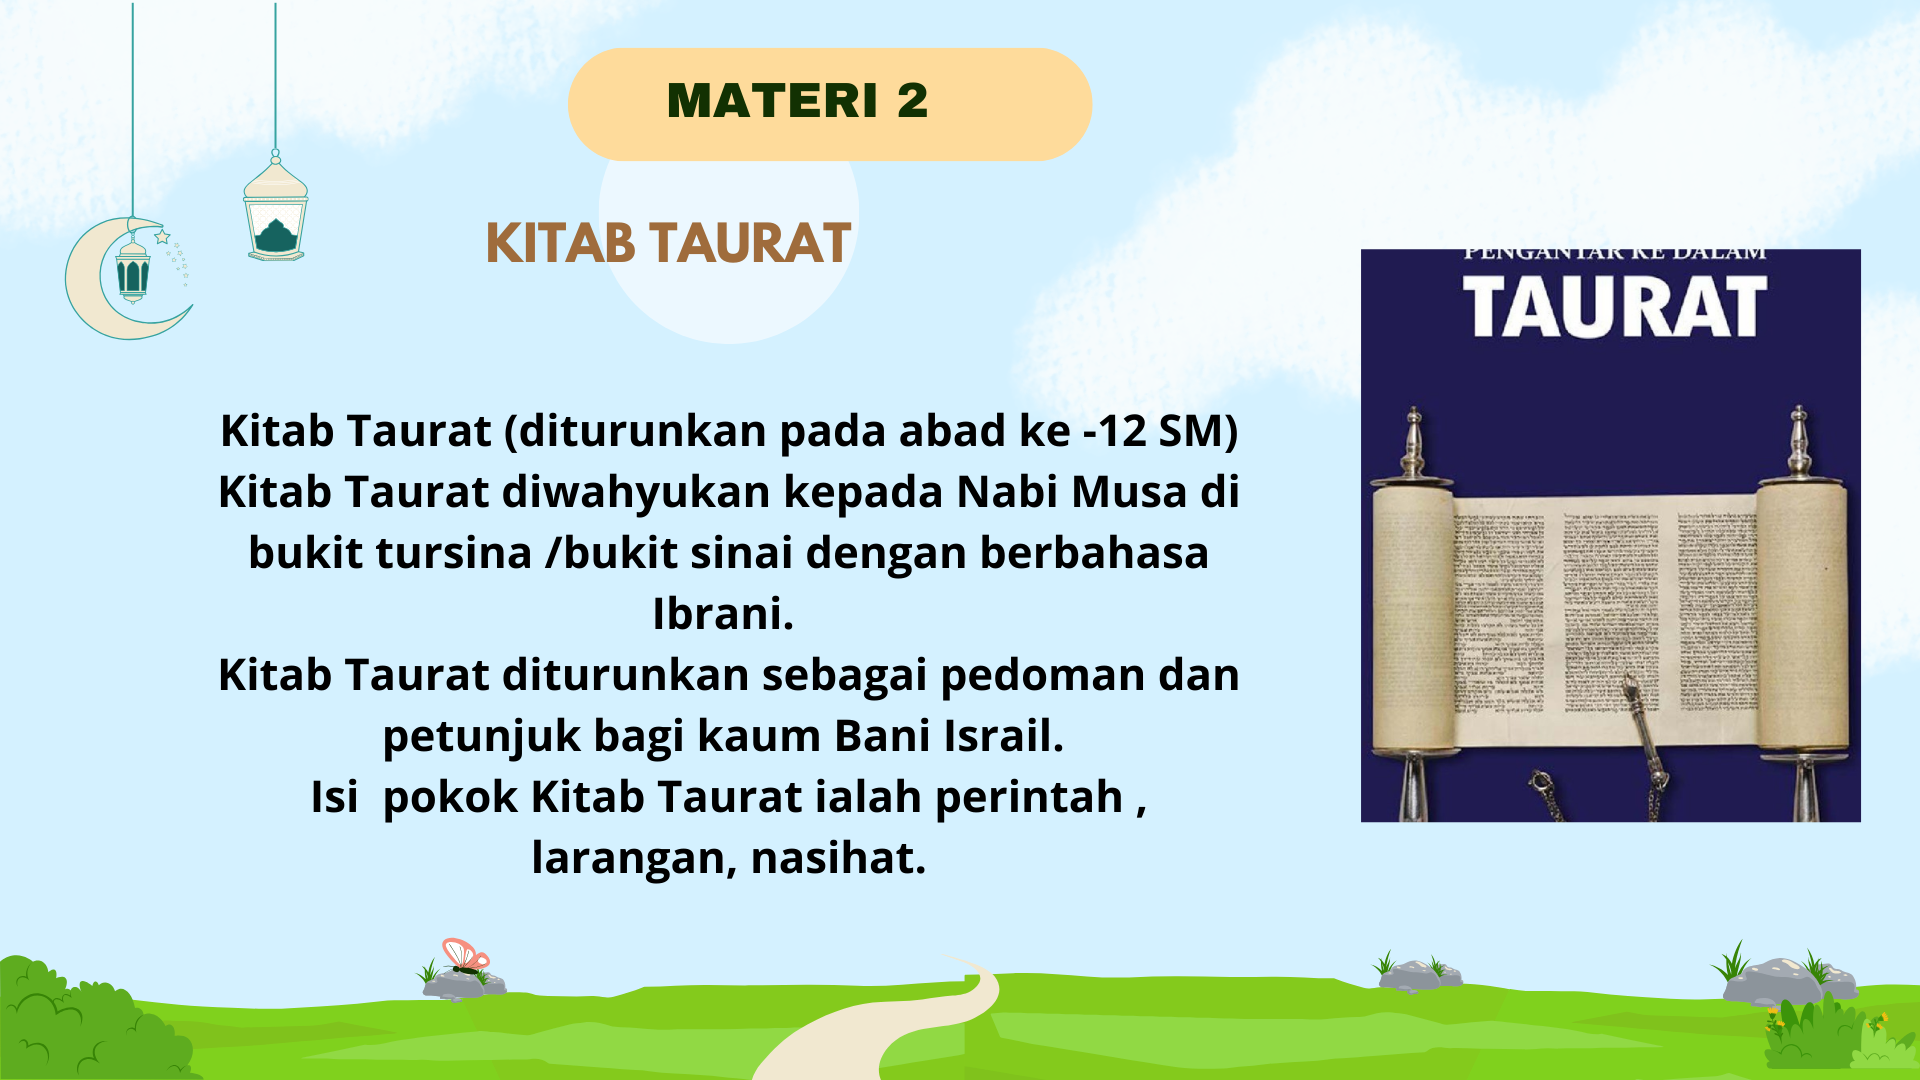 MATERI 2
KITAB TAURAT
PENGANTAR KE DALAM
TAURAT
Kitab Taurat (diturunkan pada abad ke -12 SM)
Kitab Taurat diwahyukan kepada Nabi Musa di
bukit tursina /bukit sinai dengan berbahasa
Ibrani.
Kitab Taurat diturunkan sebagai pedoman dan
petunjuk bagi kaum Bani Israil.
Isi  pokok Kitab Taurat ialah perintah ,
larangan, nasihat.